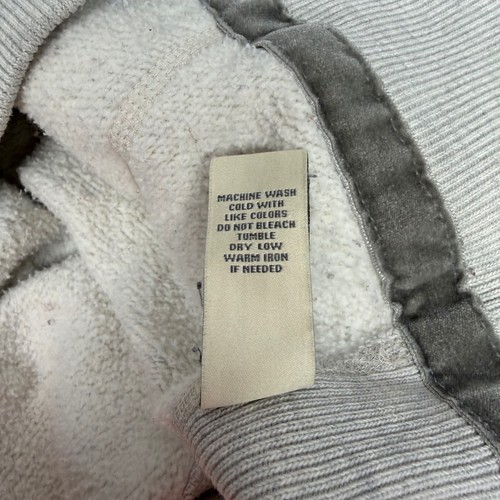 MACHINE WASH
COLD WITH
LIKE COLORS
DO NOT BLEACH
TUMBLE
DRY LOW
WARM IRON
IF NEEDED